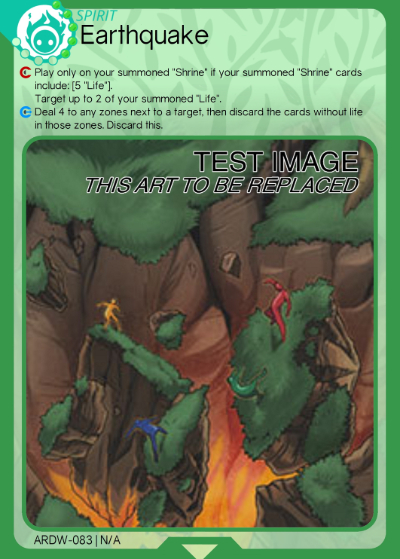 SPIRIT
Earthquake
Play only on your summoned "Shrine" if your summoned "Shrine" cards
include: [5 "Life"].
Target up to 2 of your summoned "Life".
Deal 4 to any zones next to a target, then discard the cards without life
in those zones. Discard this.
TEST IMAGE
THIS ART TO BE REPLACED
ARDW-083 | N/A